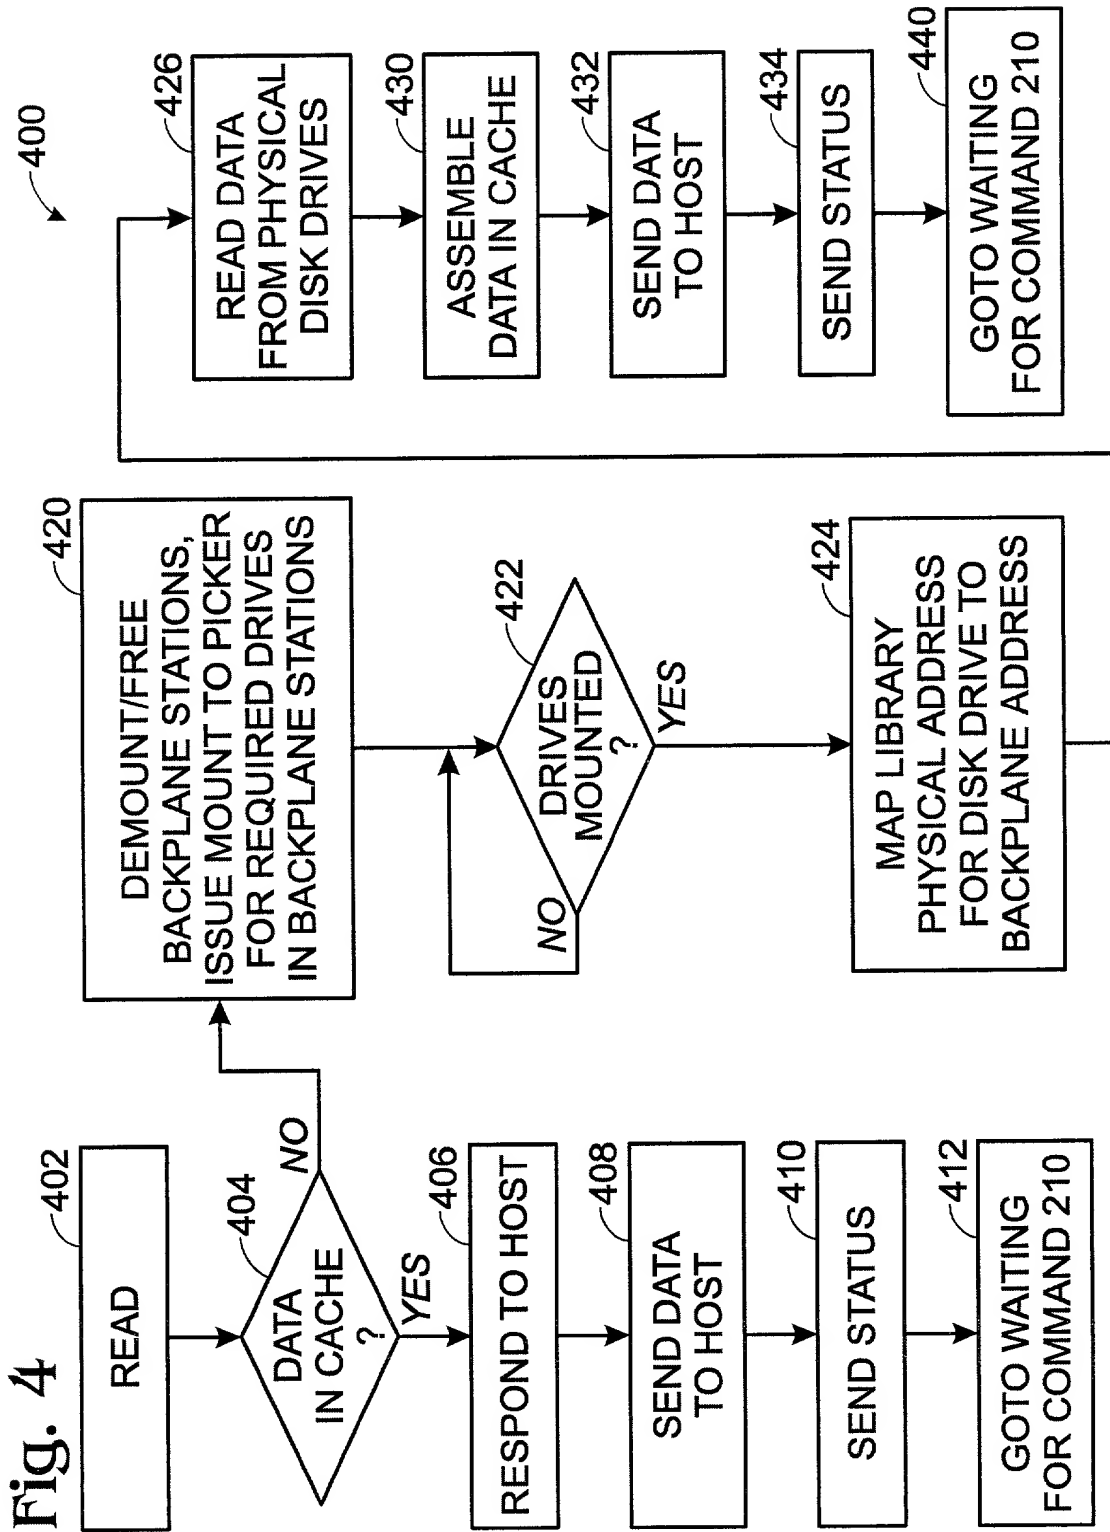 Fig. 4
400
402
READ
404
DATA
IN CACHE
?
NO
YES
406
RESPOND TO HOST
408
SEND DATA
TO HOST
410
SEND STATUS
412
GOTO WAITING
FOR COMMAND 210
420
DEMOUNT/FREE
BACKPLANE STATIONS,
ISSUE MOUNT TO PICKER
FOR REQUIRED DRIVES
IN BACKPLANE STATIONS
422
DRIVES
MOUNTED
?
NO
YES
424
MAP LIBRARY
PHYSICAL ADDRESS
FOR DISK DRIVE TO
BACKPLANE ADDRESS
426
READ DATA
FROM PHYSICAL
DISK DRIVES
430
ASSEMBLE
DATA IN CACHE
432
SEND DATA
TO HOST
434
SEND STATUS
440
GOTO WAITING
FOR COMMAND 210